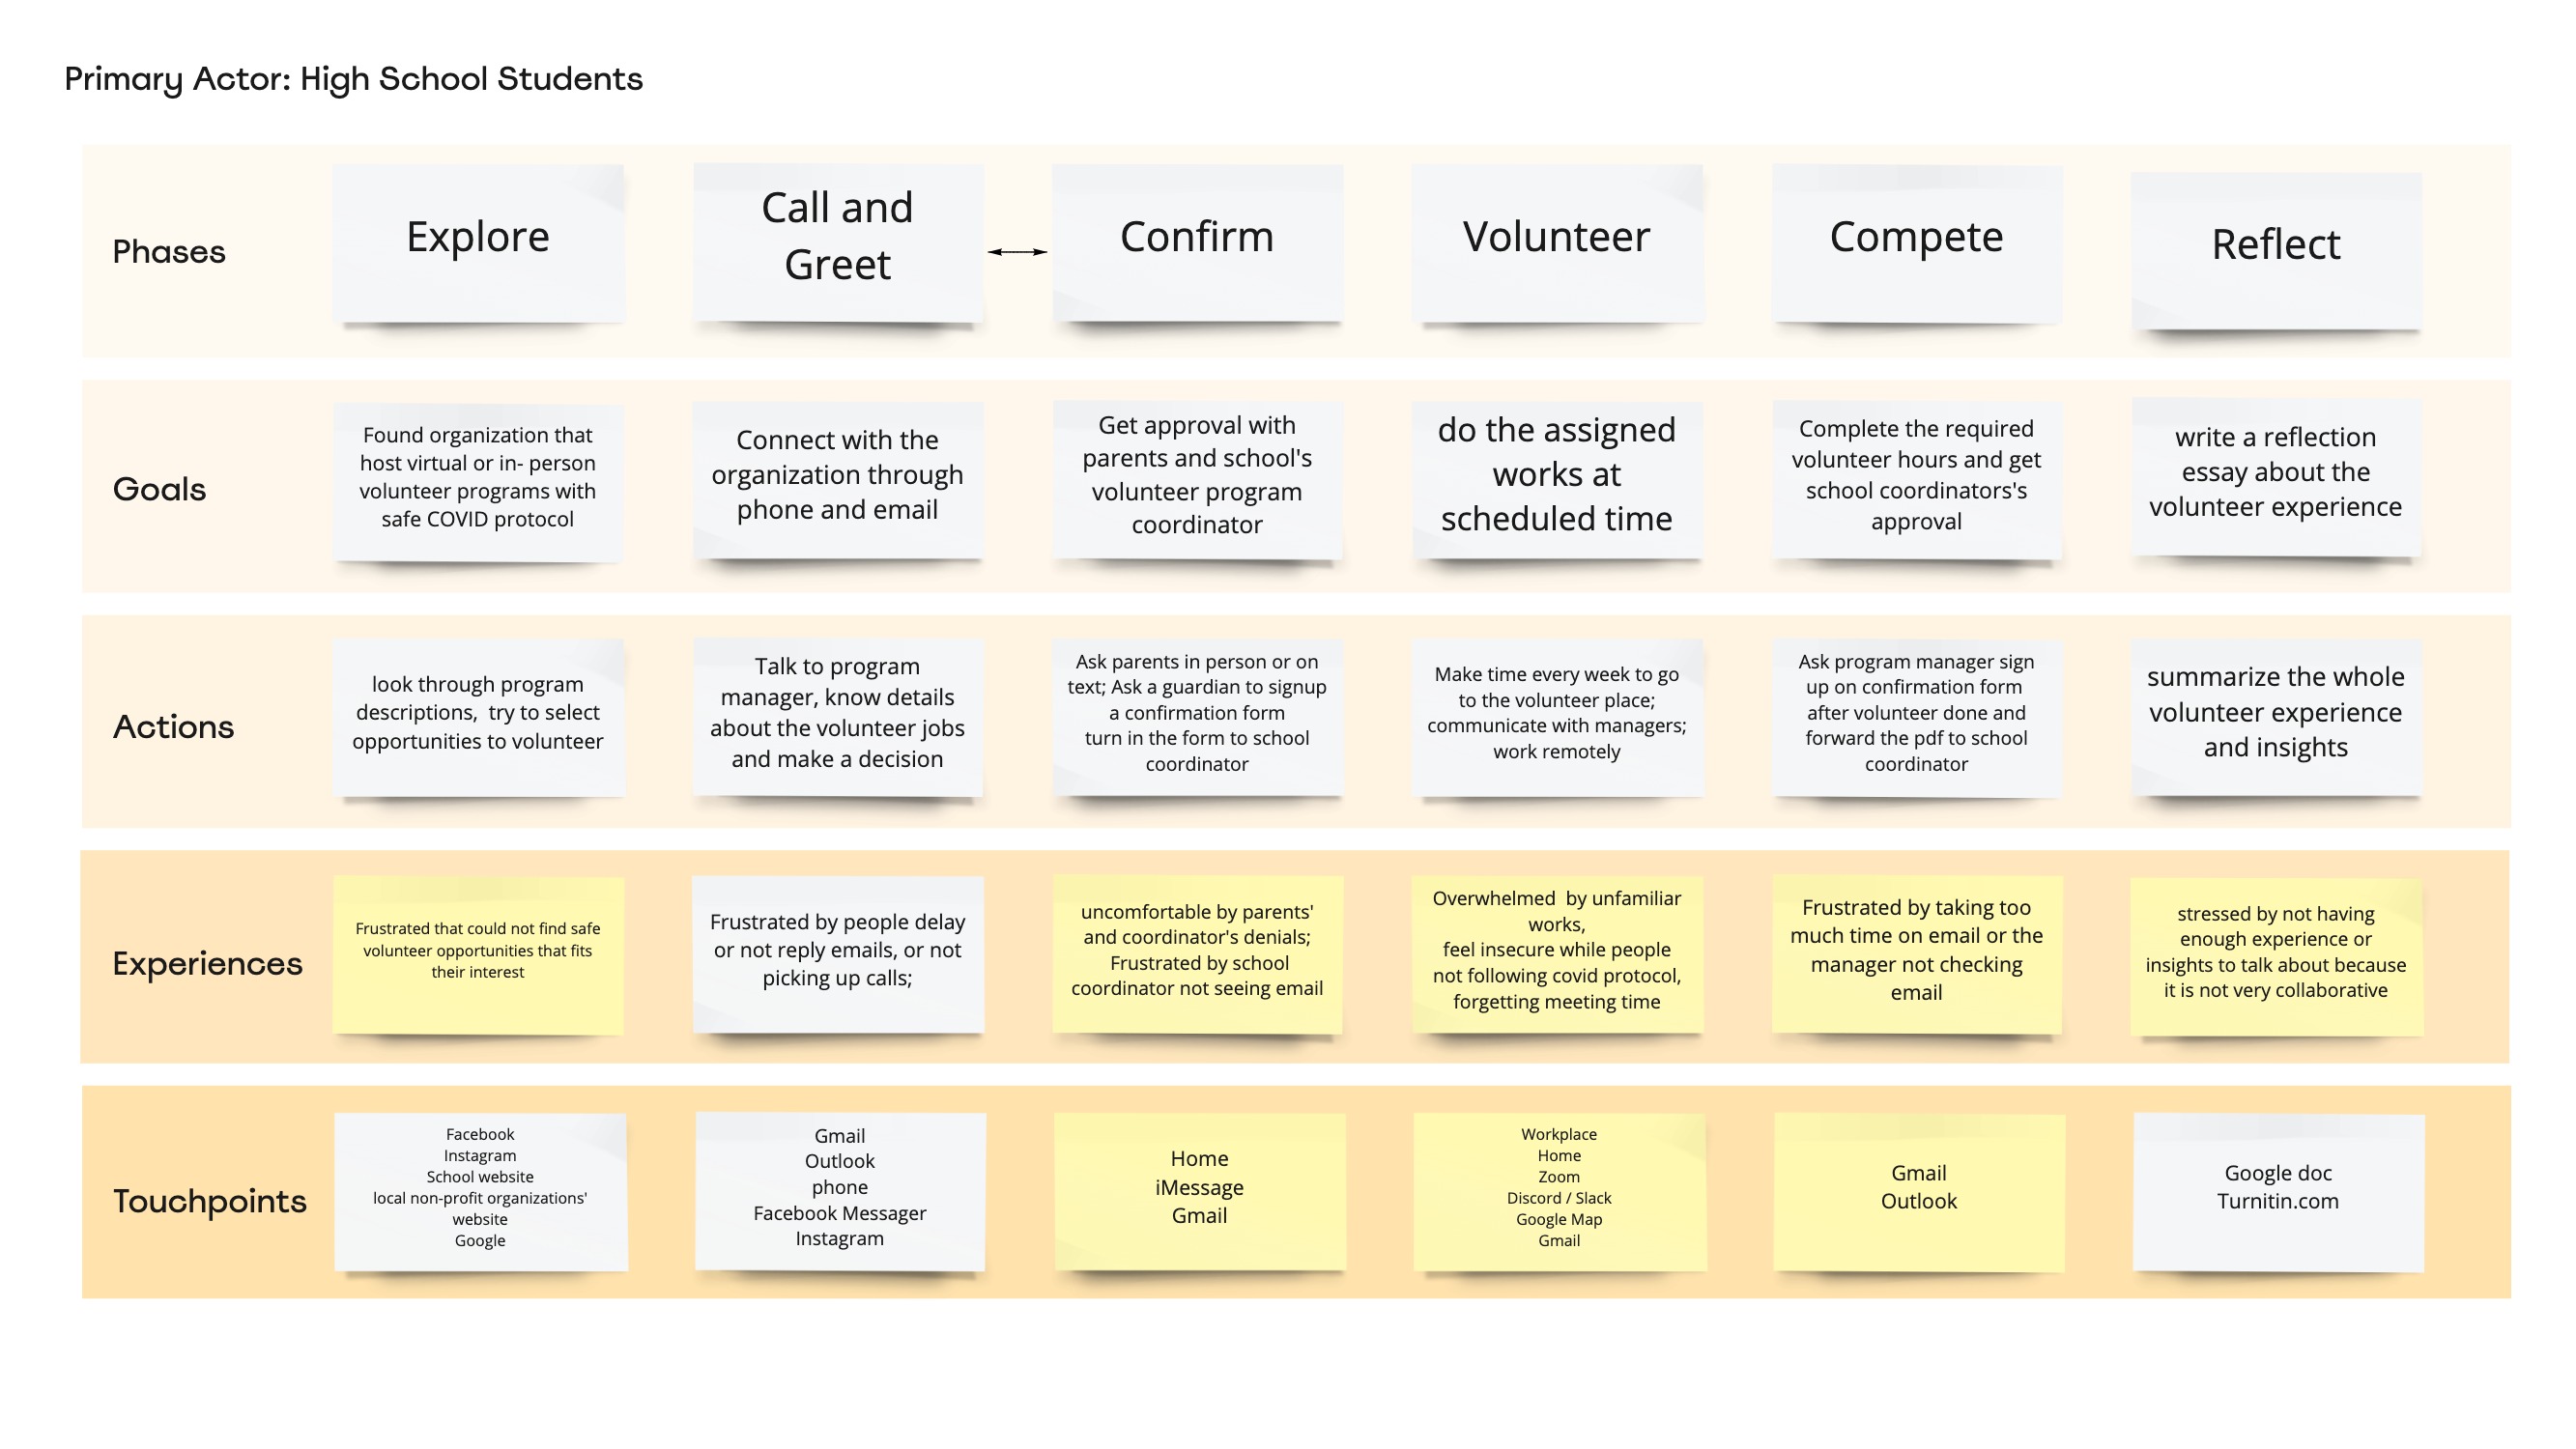 Primary Actor: High School Students
Phases
Explore
Call and
Greet
Confirm
Volunteer
Compete
Reflect
Goals
Found organization that
host virtual or in- person
volunteer programs with
safe COVID protocol
Connect with the
organization through
phone and email
Get approval with
parents and school's
volunteer program
coordinator
do the assigned
works at
scheduled time
Complete the required
volunteer hours and get
school coordinators's
approval
write a reflection
essay about the
volunteer experience
Actions
look through program
descriptions,  try to select
opportunities to volunteer
Talk to program
manager, know details
about the volunteer jobs
and make a decision
Ask parents in person or on
text; Ask a guardian to signup
a confirmation form
turn in the form to school
coordinator
Make time every week to go
to the volunteer place;
communicate with managers;
work remotely
Ask program manager sign
up on confirmation form
after volunteer done and
forward the pdf to school
coordinator
summarize the whole
volunteer experience
and insights
Experiences
Frustrated that could not find safe
volunteer opportunities that fits
their interest
Frustrated by people delay
or not reply emails, or not
picking up calls;
uncomfortable by parents'
and coordinator's denials;
Frustrated by school
coordinator not seeing email
Overwhelmed  by unfamiliar
works,
feel insecure while people
not following covid protocol,
forgetting meeting time
Frustrated by taking too
much time on email or the
manager not checking
email
stressed by not having
enough experience or
insights to talk about because
it is not very collaborative
Touchpoints
Facebook
Instagram
School website
local non-profit organizations'
website
Google
Gmail
Outlook
phone
Facebook Messager
Instagram
Home
iMessage
Gmail
Workplace
Home
Zoom
Discord / Slack
Google Map
Gmail
Gmail
Outlook
Google doc
Turnitin.com